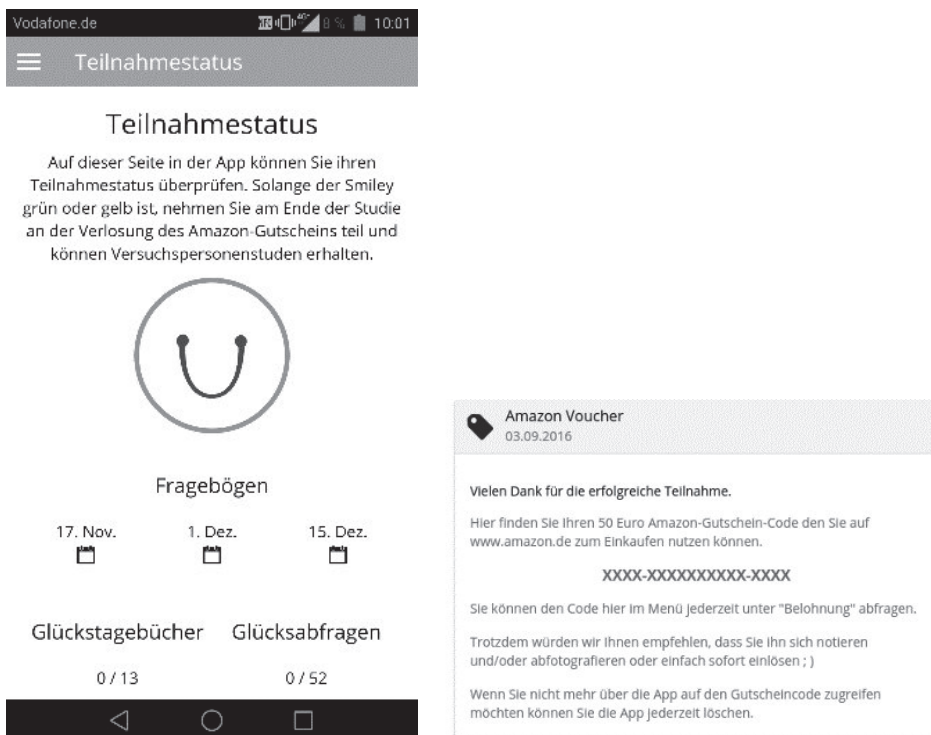 Vodafone.de
4G
8 %
10:01
Teilnahmestatus
Teilnahmestatus
Auf dieser Seite in der App können Sie ihren
Teilnahmestatus überprüfen. Solange der Smiley
grün oder gelb ist, nehmen Sie am Ende der Studie
an der Verlosung des Amazon-Gutscheins teil und
können Versuchspersonenstuden erhalten.
Fragebögen
17. Nov.
1. Dez.
15. Dez.
Glückstagebücher
Glücksabfragen
0 / 13
0 / 52
Amazon Voucher
03.09.2016
Vielen Dank für die erfolgreiche Teilnahme.
Hier finden Sie Ihren 50 Euro Amazon-Gutschein-Code den Sie auf
www.amazon.de zum Einkaufen nutzen können.
XXXX-XXXXXXXXXX-XXXX
Sie können den Code hier im Menü jederzeit unter "Belohnung" abfragen.
Trotzdem würden wir Ihnen empfehlen, dass Sie ihn sich notieren
und/oder abfotografieren oder einfach sofort einlösen ; )
Wenn Sie nicht mehr über die App auf den Gutscheincode zugreifen
möchten können Sie die App jederzeit löschen.